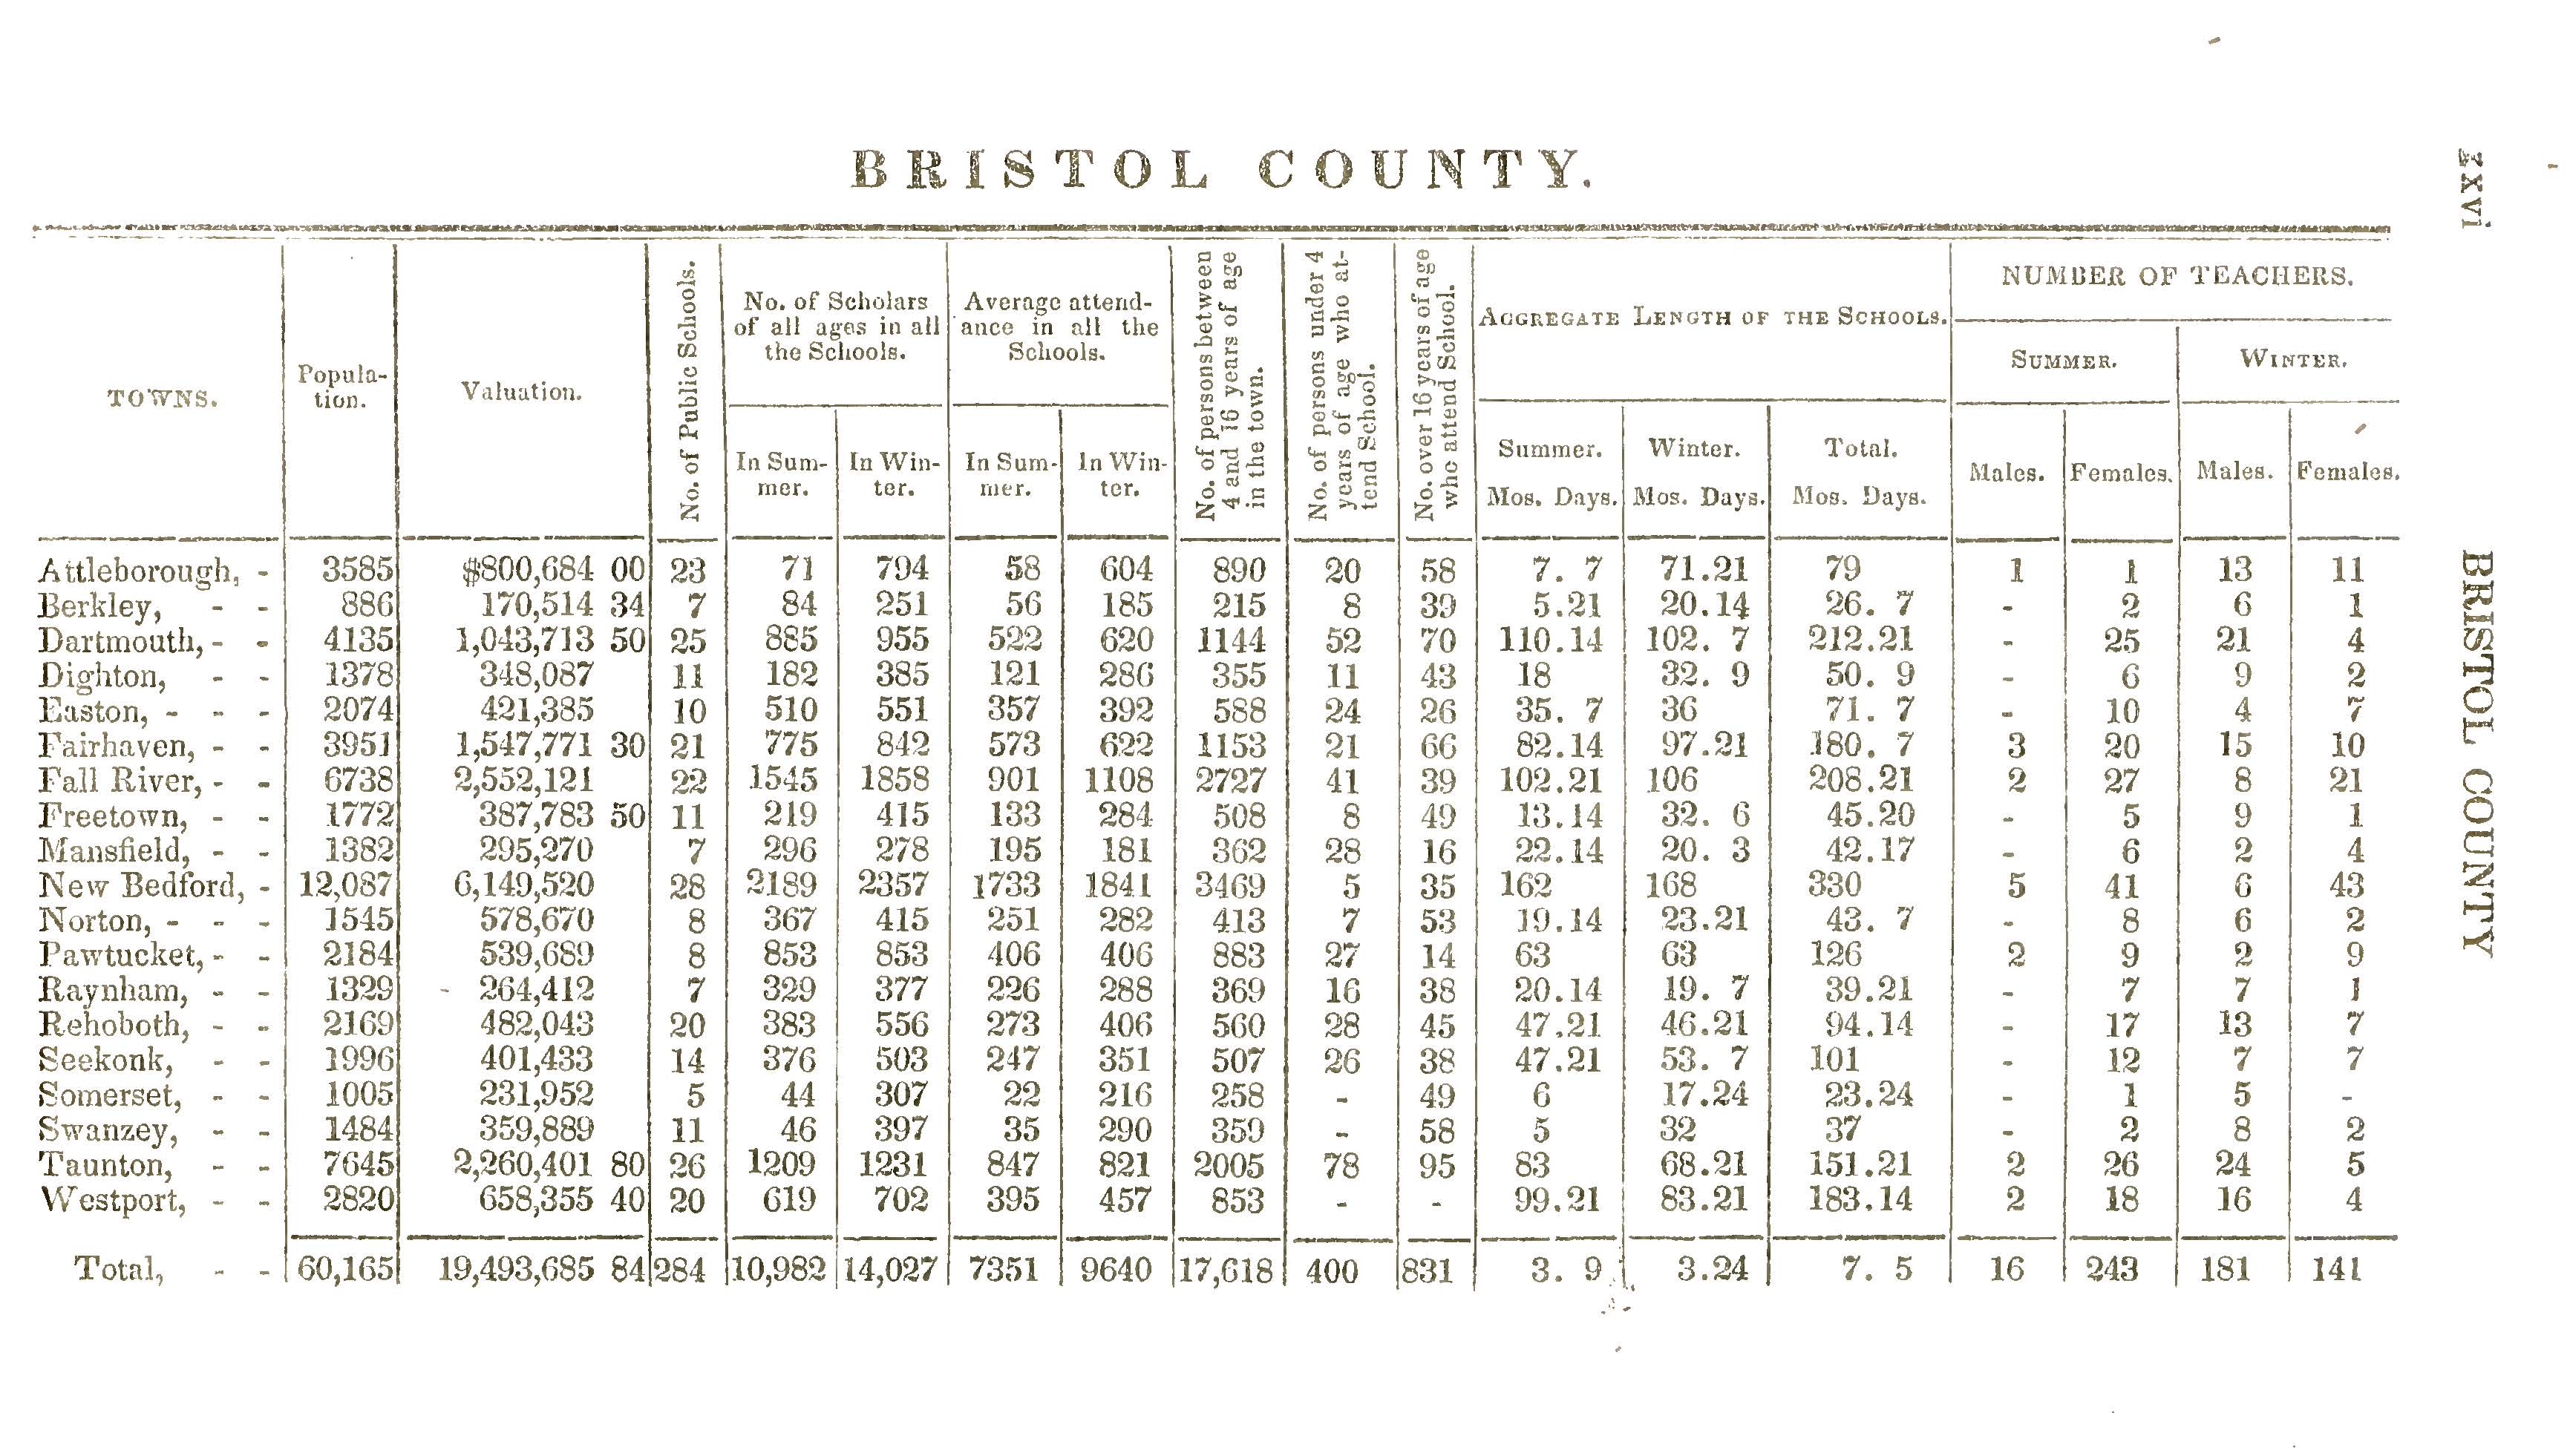 BRISTOL COUNTY.
xxvi
BRISTOL COUNTY
TOWNS. Popula-tion. Valuation. No. of Public Schools. No. of Scholars of all ages in all the Schools. Average attend-ance in all the Schools. No. of persons between 4 and 16 years of age in the town. No. of persons under 4 years of age who at-tend School. No. over 16 years of age who attend School. AGGREGATE LENGTH OF THE SCHOOLS. NUMBER OF TEACHERS.
SUMMER. WINTER.
In Sum-mer. In Win-ter. In Sum-mer. In Win-ter. Summer. Winter. Total. Males. Females. Males. Females.
Mos. Days. Mos. Days. Mos. Days.
Attleborough, - 3585 $800,684 00 23 71 794 58 604 890 20 58 7. 7 71.21 79 1 1 13 11
Berkley, - - 886 170,514 34 7 84 251 56 185 215 8 39 5.21 20.14 26. 7 - 2 6 1
Dartmouth, - - 4135 1,043,713 50 25 885 955 522 620 1144 52 70 110.14 102. 7 212.21 - 25 21 4
Dighton, - - 1378 348,087 11 182 385 121 286 355 11 43 18 32. 9 50. 9 - 6 9 2
Easton, - - - 2074 421,385 10 510 551 357 392 588 24 26 35. 7 36 71. 7 - 10 4 7
Fairhaven, - - 3951 1,547,771 30 21 775 842 573 622 1153 21 66 82.14 97.21 180. 7 3 20 15 10
Fall River, - - 6738 2,552,121 22 1545 1858 901 1108 2727 41 39 102.21 106 208.21 2 27 8 21
Freetown, - - 1772 387,783 50 11 219 415 133 284 508 8 49 13.14 32. 6 45.20 - 5 9 1
Mansfield, - - 1382 295,270 7 296 278 195 181 362 28 16 22.14 20. 3 42.17 - 6 2 4
New Bedford, - 12,087 6,149,520 28 2189 2357 1733 1841 3469 5 35 162 168 330 5 41 6 43
Norton, - - - 1545 578,670 8 367 415 251 282 413 7 53 19.14 23.21 43. 7 - 8 6 2
Pawtucket, - - 2184 539,689 8 853 853 406 406 883 27 14 63 63 126 2 9 2 9
Raynham, - - 1329 264,412 7 329 377 226 288 369 16 38 20.14 19. 7 39.21 - 7 7 1
Rehoboth, - - 2169 482,043 20 383 556 273 406 560 28 45 47.21 46.21 94.14 - 17 13 7
Seekonk, - - 1996 401,433 14 376 503 247 351 507 26 38 47.21 53. 7 101 - 12 7 7
Somerset, - - 1005 231,952 5 44 307 22 216 258 - 49 6 17.24 23.24 - 1 5 -
Swanzey, - - 1484 359,889 11 46 397 35 290 359 - 58 5 32 37 - 2 8 2
Taunton, - - 7645 2,260,401 80 26 1209 1231 847 821 2005 78 95 83 68.21 151.21 2 26 24 5
Westport, - - 2820 658,355 40 20 619 702 395 457 853 - - 99.21 83.21 183.14 2 18 16 4
Total, - - 60,165 19,493,685 84 284 10,982 14,027 7351 9640 17,618 400 831 3. 9 3.24 7. 5 16 243 181 141